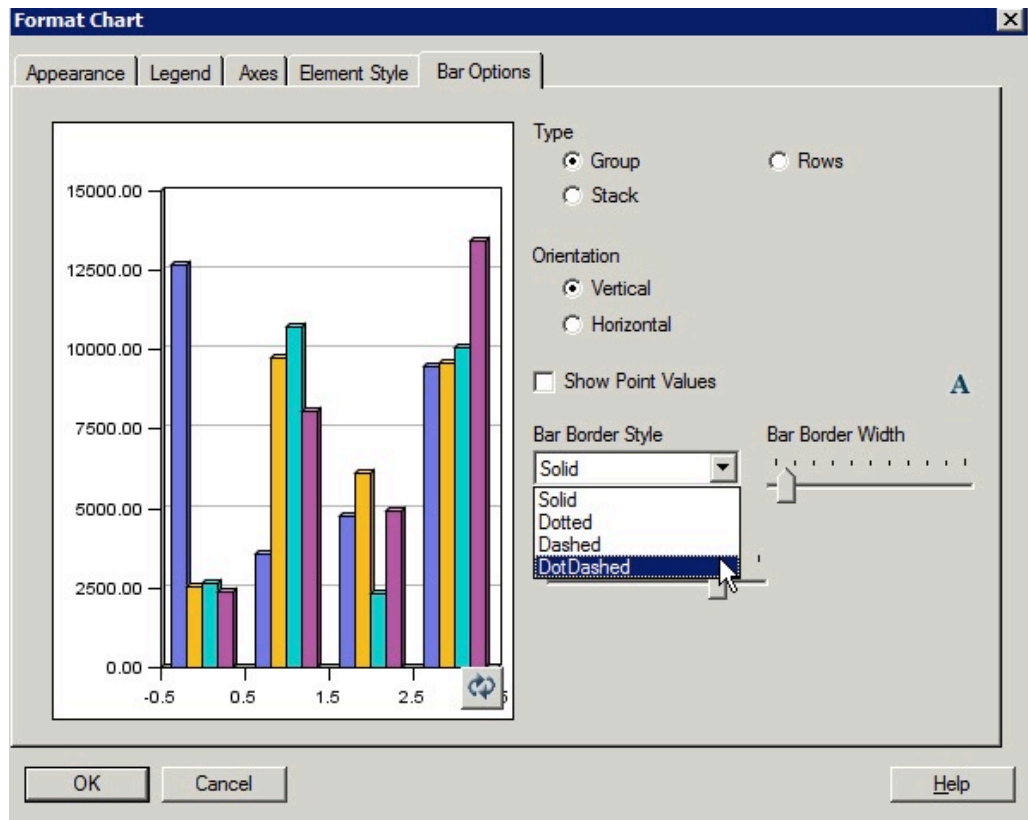 Format Chart
Appearance Legend Axes Element Style Bar Options
Type
Group Rows
Stack
Orientation
Vertical
Horizontal
Show Point Values A
Bar Border Style Bar Border Width
Solid
Solid
Dotted
Dashed
DotDashed
15000.00
12500.00
10000.00
7500.00
5000.00
2500.00
0.00
-0.5 0.5 1.5 2.5
OK Cancel Help